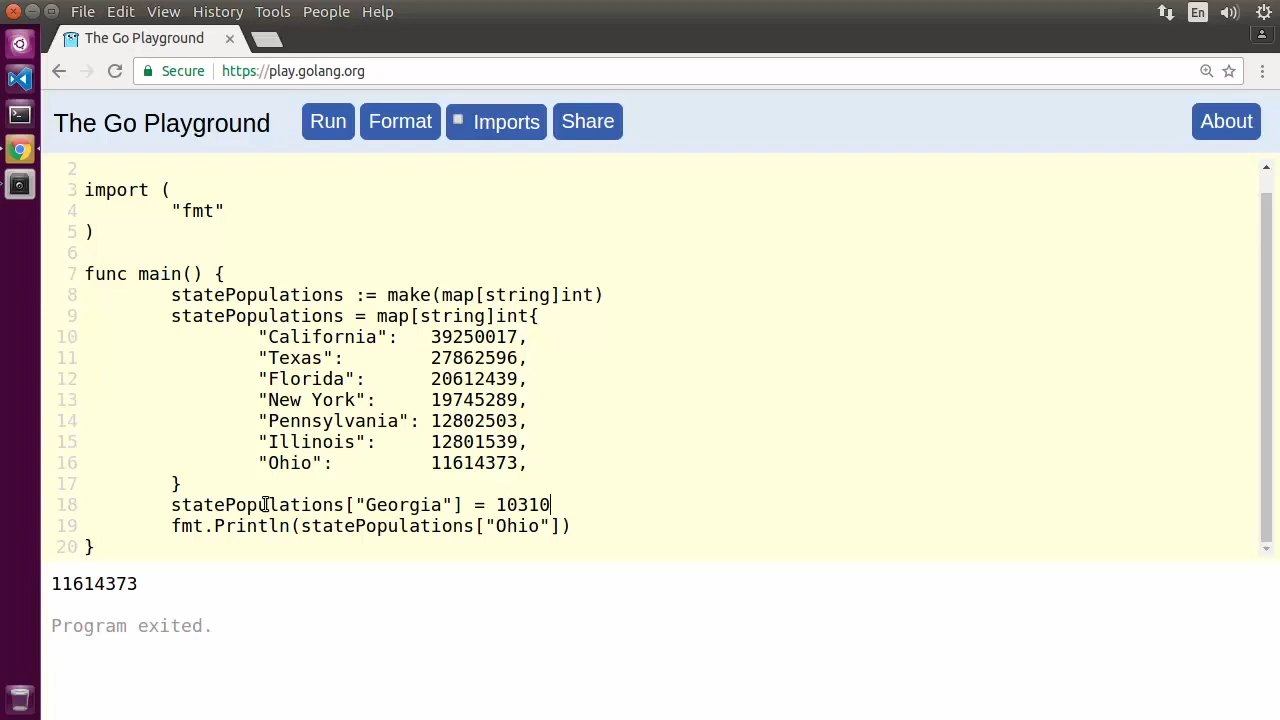 File Edit View History Tools People Help
En
The Go Playground
Secure https://play.golang.org
The Go Playground Run Format Imports Share About
2
3 import (
4 "fmt"
5 )
6
7 func main() {
8 statePopulations := make(map[string]int)
9 statePopulations = map[string]int{
10 "California": 39250017,
11 "Texas": 27862596,
12 "Florida": 20612439,
13 "New York": 19745289,
14 "Pennsylvania": 12802503,
15 "Illinois": 12801539,
16 "Ohio": 11614373,
17 }
18 statePopulations["Georgia"] = 10310
19 fmt.Println(statePopulations["Ohio"])
20 }
11614373
Program exited.